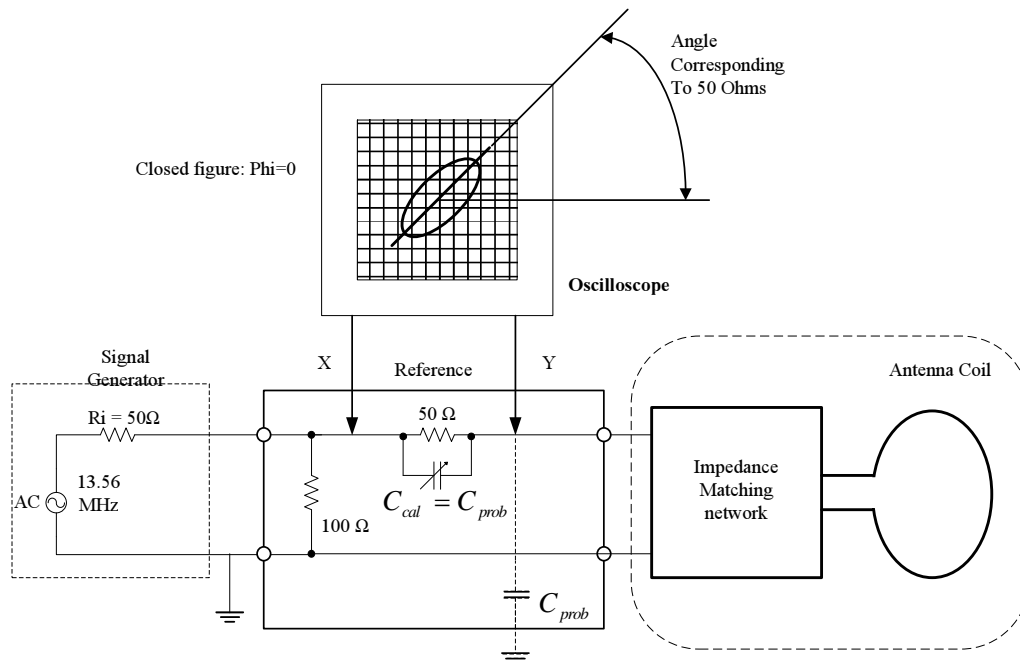 Angle
Corresponding
To 50 Ohms
Closed figure: Phi=0
Oscilloscope
X
Y
Signal
Generator
Reference
Antenna Coil
Ri = 50Ω
50 Ω
13.56
MHz
AC
C_cal = C_prob
100 Ω
Impedance
Matching
network
C_prob